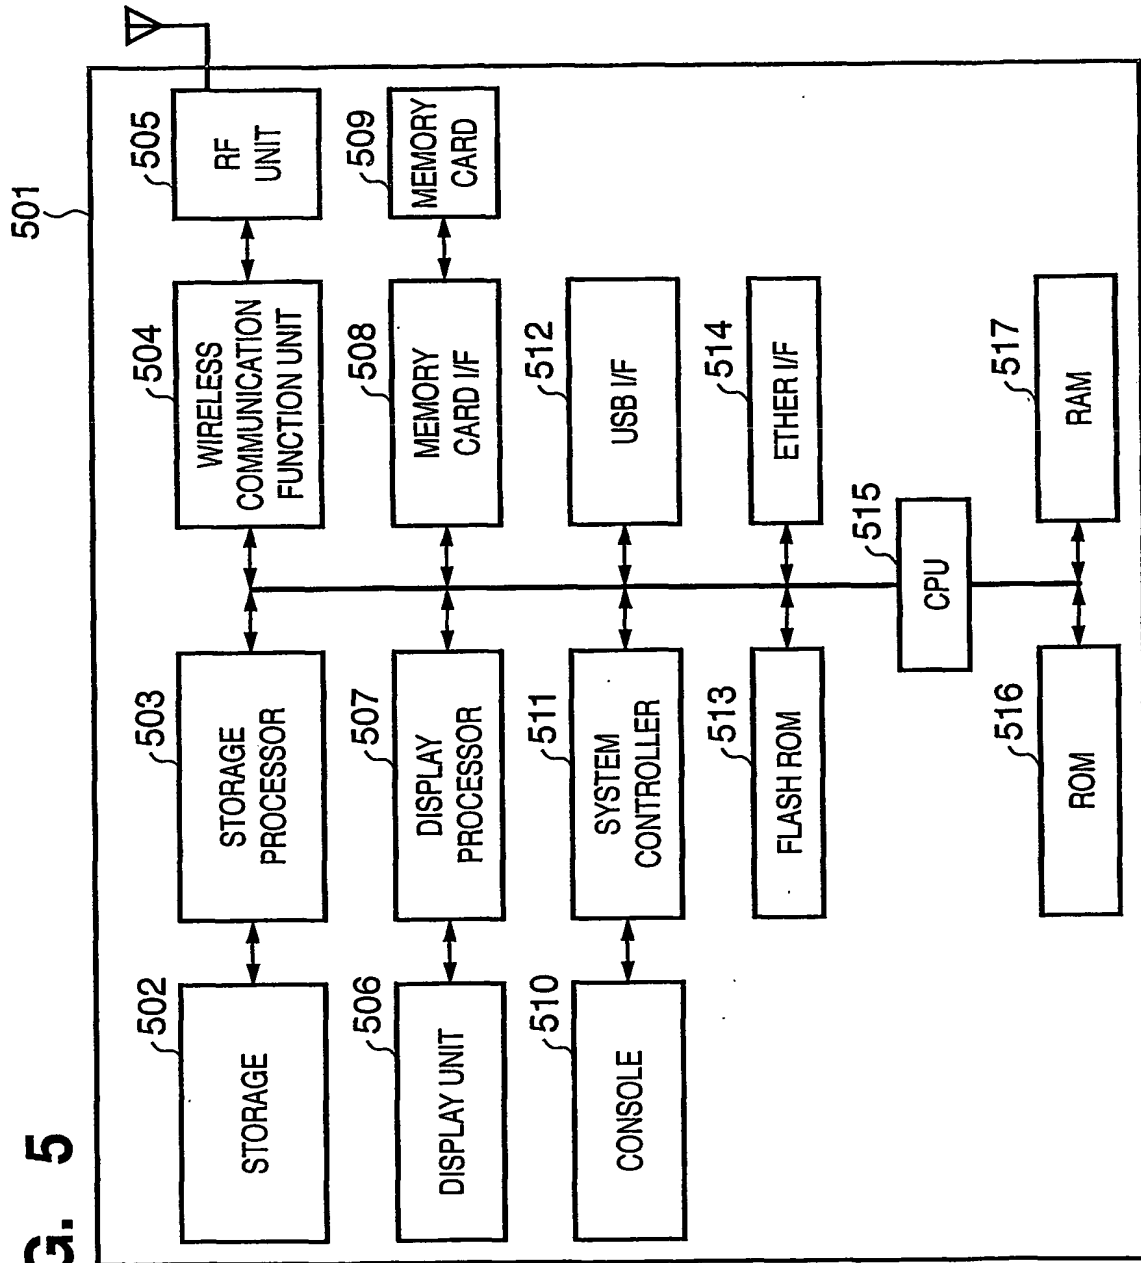 G. 5
501
502
STORAGE
503
STORAGE
PROCESSOR
504
WIRELESS
COMMUNICATION
FUNCTION UNIT
505
RF
UNIT
506
DISPLAY UNIT
507
DISPLAY
PROCESSOR
508
MEMORY
CARD I/F
509
MEMORY
CARD
510
CONSOLE
511
SYSTEM
CONTROLLER
512
USB I/F
513
FLASH ROM
514
ETHER I/F
515
CPU
516
ROM
517
RAM